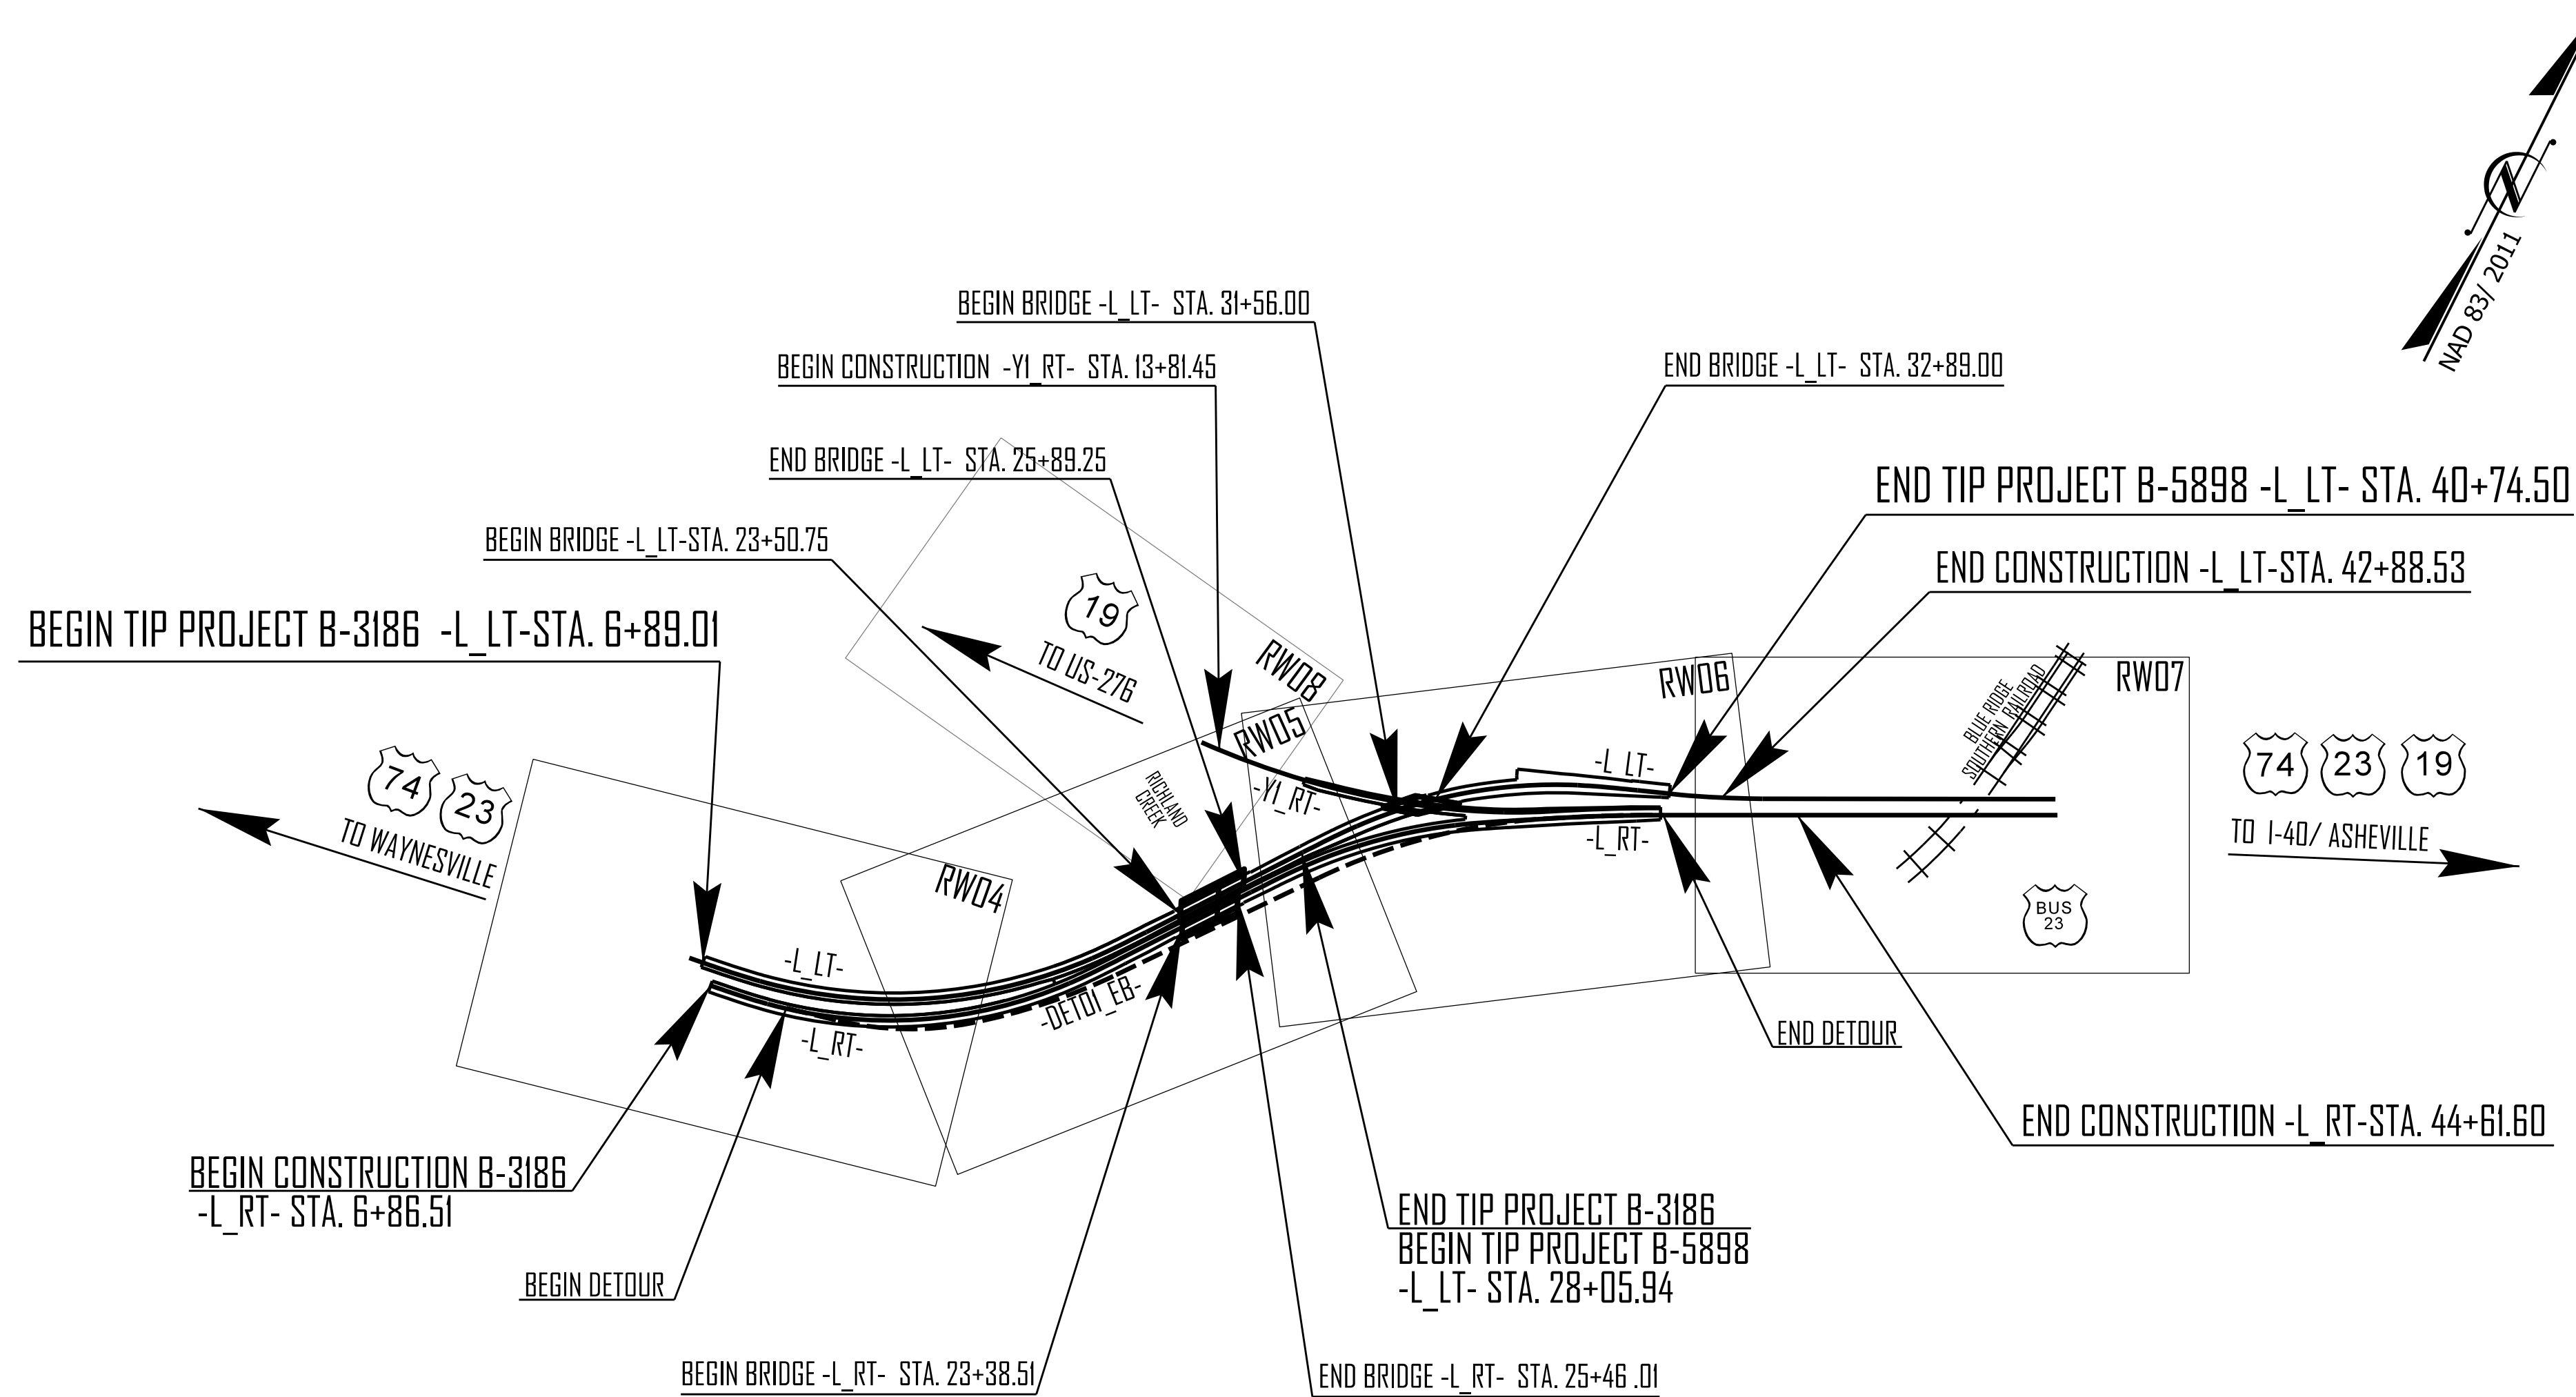 NAD 83/ 2011
BEGIN BRIDGE -L_LT- STA. 31+56.00
BEGIN CONSTRUCTION -Y1_RT- STA. 13+81.45
END BRIDGE -L_LT- STA. 32+89.00
END BRIDGE -L_LT- STA. 25+89.25
END TIP PROJECT B-5898 -L_LT- STA. 40+74.50
BEGIN BRIDGE -L_LT-STA. 23+50.75
END CONSTRUCTION -L_LT-STA. 42+88.53
BEGIN TIP PROJECT B-3186 -L_LT-STA. 6+89.01
19
TO US-276
RW08
RW06
RW07
RW05
BLUE RIDGE
SOUTHERN RAILROAD
74
23
TO WAYNESVILLE
RICHLAND
CREEK
-Y1_RT-
-L_LT-
-L_RT-
74
23
19
TO I-40/ ASHEVILLE
RW04
BUS
23
-L_LT-
-L_RT-
-DET01_EB-
END DETOUR
END CONSTRUCTION -L_RT-STA. 44+61.60
BEGIN CONSTRUCTION B-3186
-L_RT- STA. 6+86.51
END TIP PROJECT B-3186
BEGIN TIP PROJECT B-5898
-L_LT- STA. 28+05.94
BEGIN DETOUR
BEGIN BRIDGE -L_RT- STA. 23+38.51
END BRIDGE -L_RT- STA. 25+46 .01
N